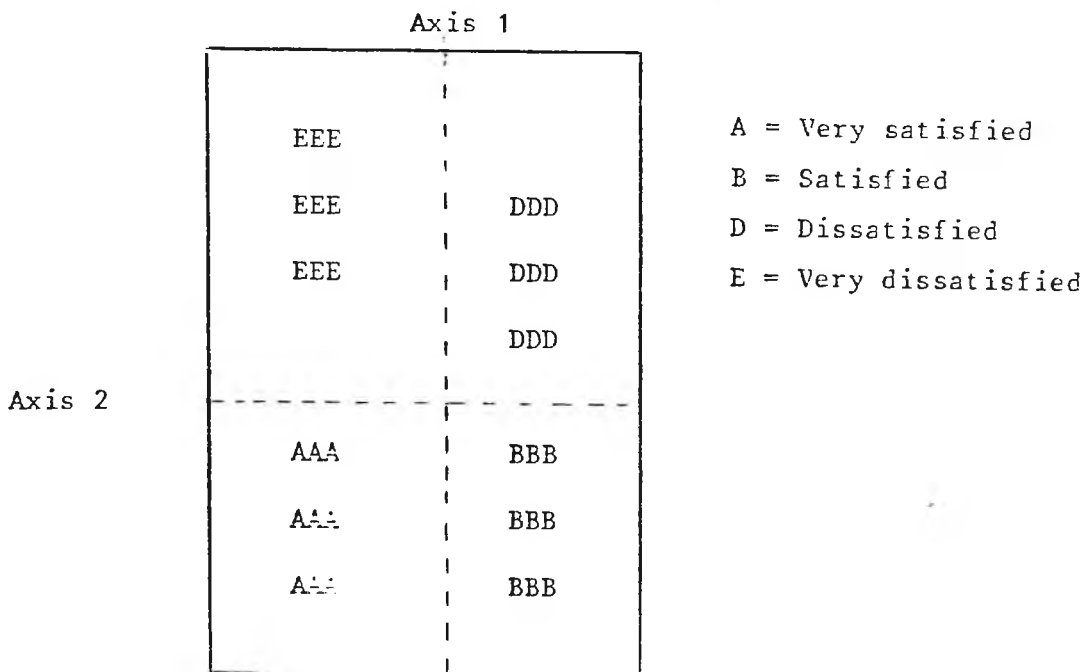 Axis 1
EEE
A = Very satisfied
B = Satisfied
EEE DDD
D = Dissatisfied
EEE DDD
E = Very dissatisfied
DDD
Axis 2
AAA BBB
AAA BBB
AAA BBB